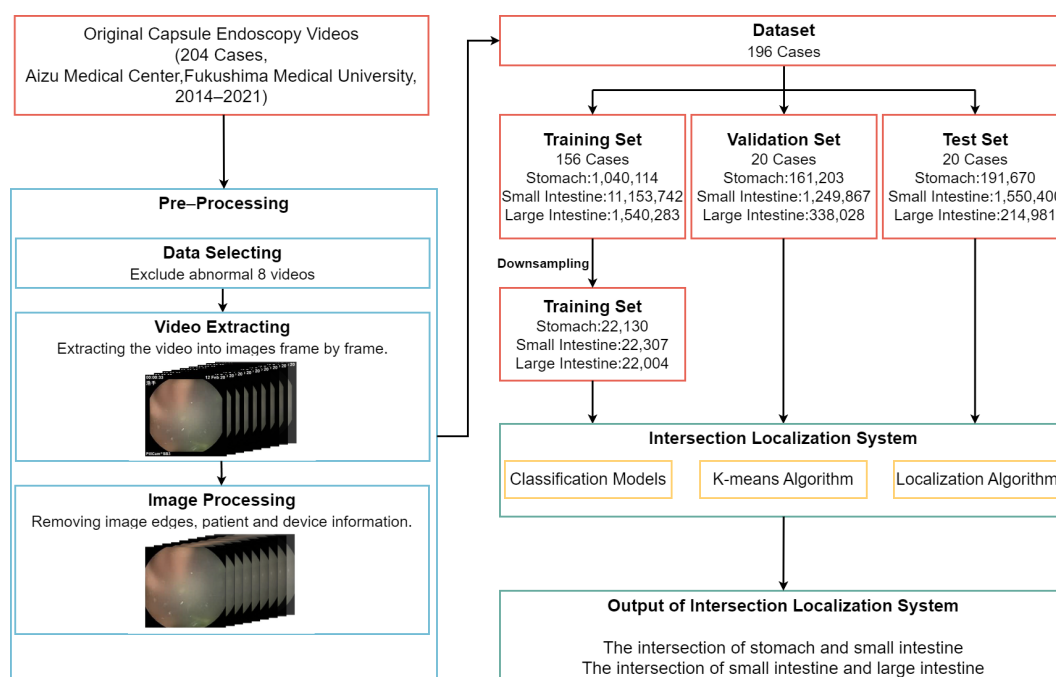 Original Capsule Endoscopy Videos
(204 Cases,
Aizu Medical Center,Fukushima Medical University,
2014–2021)
Pre–Processing
Data Selecting
Exclude abnormal 8 videos
Video Extracting
Extracting the video into images frame by frame.
00:00:33
12 Feb 20
Image Processing
Removing image edges, patient and device information.
Dataset
196 Cases
Training Set
156 Cases
Stomach:1,040,114
Small Intestine:11,153,742
Large Intestine:1,540,283
Validation Set
20 Cases
Stomach:161,203
Small Intestine:1,249,867
Large Intestine:338,028
Test Set
20 Cases
Stomach:191,670
Small Intestine:1,550,400
Large Intestine:214,981
Downsampling
Training Set
Stomach:22,130
Small Intestine:22,307
Large Intestine:22,004
Intersection Localization System
Classification Models
K-means Algorithm
Localization Algorithm
Output of Intersection Localization System
The intersection of stomach and small intestine
The intersection of small intestine and large intestine